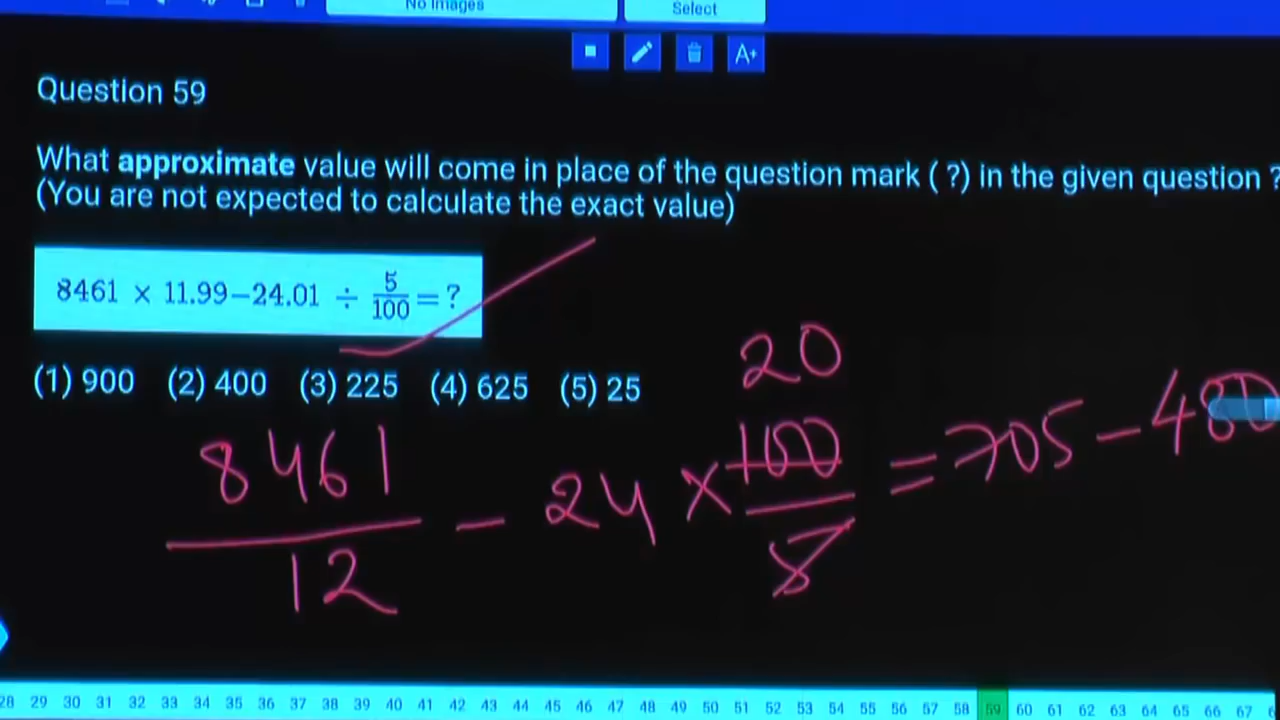 No Images
Select
A+
Question 59
What approximate value will come in place of the question mark ( ?) in the given question ?
(You are not expected to calculate the exact value)
8461 × 11.99−24.01 ÷ 5/100 = ?
(1) 900 (2) 400 (3) 225 (4) 625 (5) 25
20
8461/12 − 24 × 100/5 = 705 − 480
28 29 30 31 32 33 34 35 36 37 38 39 40 41 42 43 44 45 46 47 48 49 50 51 52 53 54 55 56 57 58 59 60 61 62 63 64 65 66 67